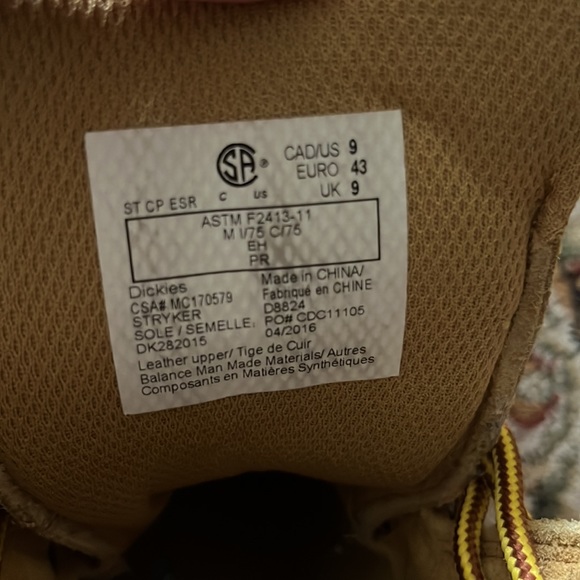 SA ®
C US
CAD/US 9
EURO 43
UK 9
ST CP ESR
ASTM F2413-11
M I/75 C/75
EH
PR
Dickies
CSA# MC170579
STRYKER
SOLE / SEMELLE,
DK282015
Made in CHINA/
Fabriqué en CHINE
D8824
PO# CDC11105
04/2016
Leather upper/ Tige de Cuir
Balance Man Made Materials/ Autres
Composants en Matières Synthétiques